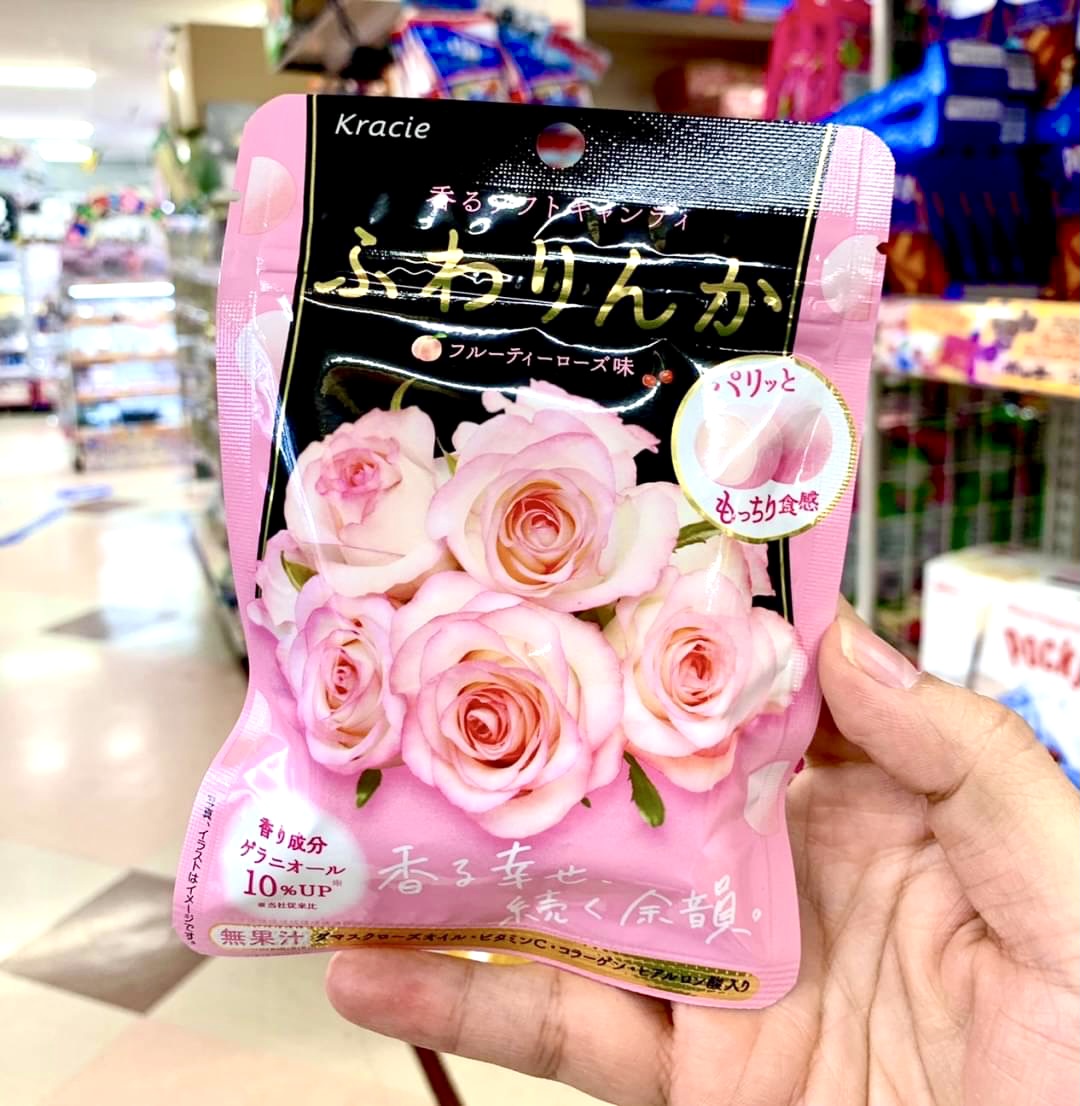 Kracie
香るソフトキャンディ
ふわりんか
フルーティーローズ味
パリッと
もっちり食感
香り成分
ゲラニオール
10%UP※
※当社従来比
香る幸せ、
続く余韻。
写真、イラストはイメージです。
無果汁 ダマスクローズオイル・ビタミンC・コラーゲン・ヒアルロン酸入り
POCKY